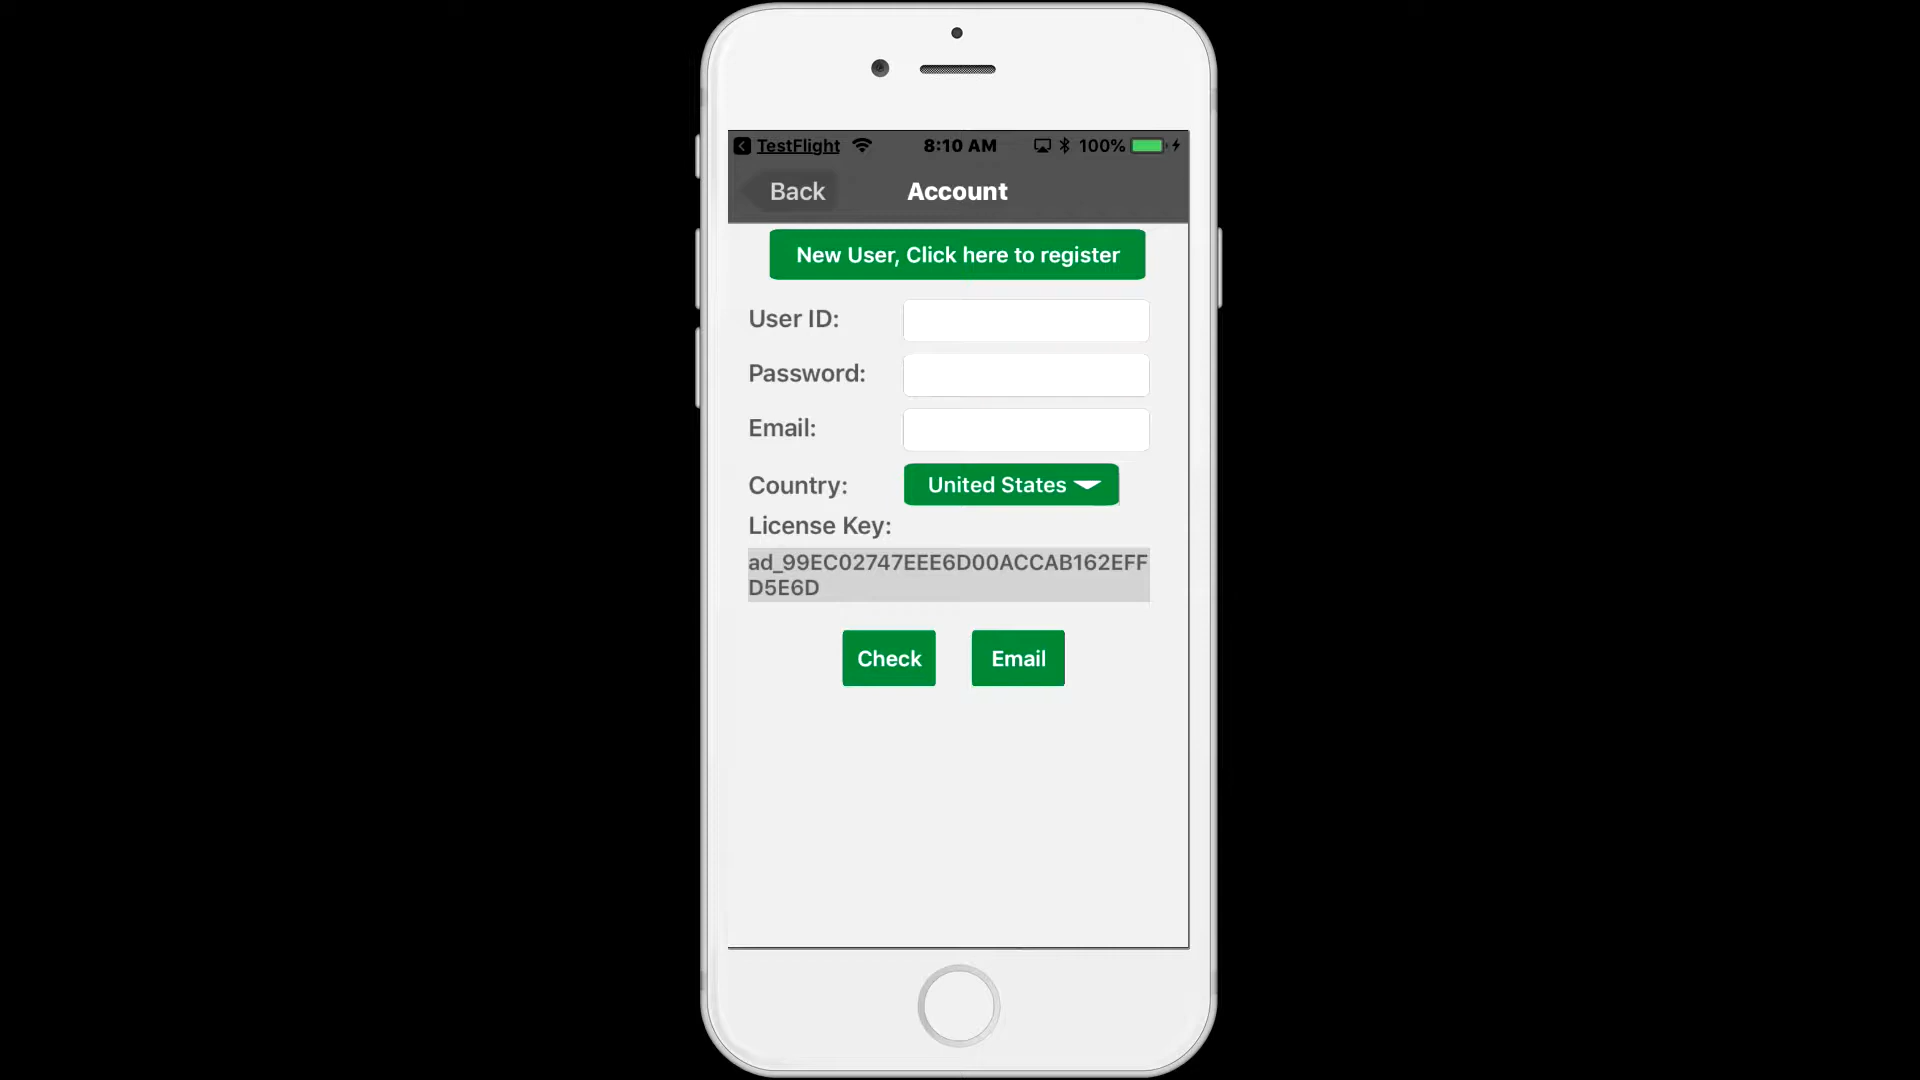 TestFlight 8:10 AM 100%
Back Account
New User, Click here to register
User ID:
Password:
Email:
Country: United States
License Key:
ad_99EC02747EEE6D00ACCAB162EFF
D5E6D
Check Email